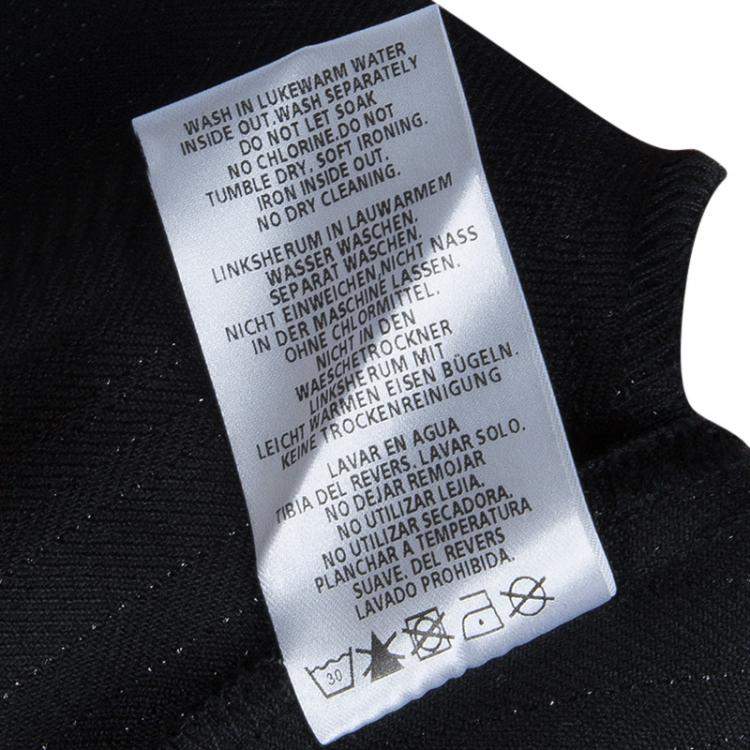 WASH IN LUKEWARM WATER
INSIDE OUT.WASH SEPARATELY
DO NOT LET SOAK
NO CHLORINE.DO NOT
TUMBLE DRY. SOFT IRONING.
IRON INSIDE OUT.
NO DRY CLEANING.
LINKSHERUM IN LAUWARMEM
WASSER WASCHEN.
SEPARAT WASCHEN.
NICHT EINWEICHEN,NICHT NASS
IN DER MASCHINE LASSEN.
OHNE CHLORMITTEL.
NICHT IN DEN
WAESCHETROCKNER
LINKSHERUM MIT
LEICHT WARMEN EISEN BÜGELN.
KEINE TROCKENREINIGUNG
LAVAR EN AGUA
TIBIA DEL REVERS. LAVAR SOLO.
NO DEJAR REMOJAR
NO UTILIZAR LEJIA.
NO UTILIZAR SECADORA.
PLANCHAR A TEMPERATURA
SUAVE. DEL REVERS
LAVADO PROHIBIDA.
30